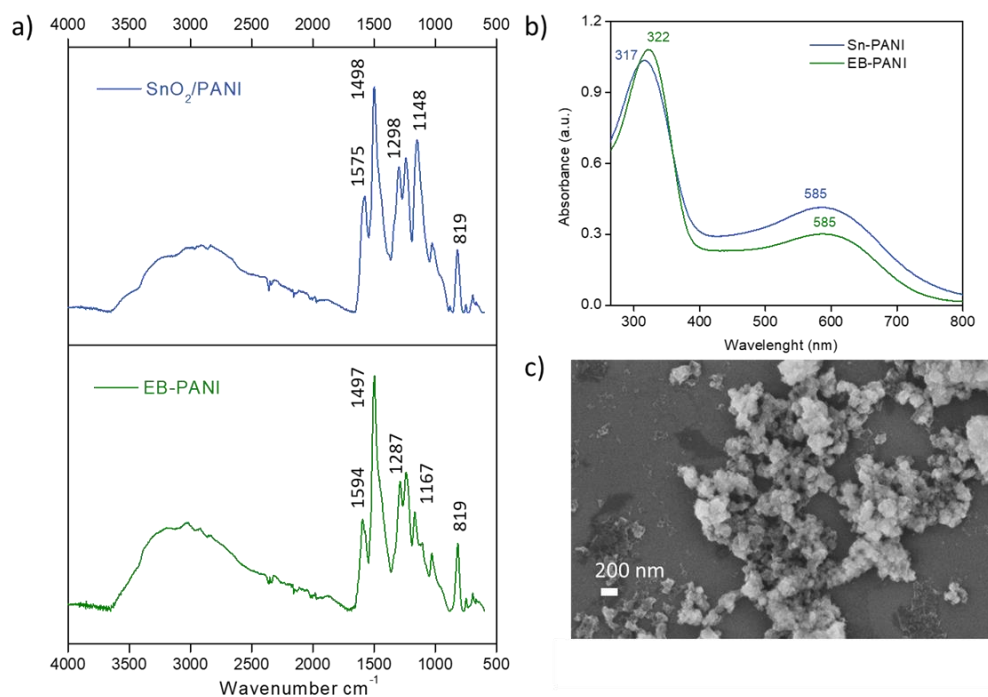 a)
4000 3500 3000 2500 2000 1500 1000 500
SnO₂/PANI
1575
1498
1298
1148
819
EB-PANI
1594
1497
1287
1167
819
4000 3500 3000 2500 2000 1500 1000 500
Wavenumber cm⁻¹
b)
1.2
0.9
0.6
0.3
0.0
Absorbance (a.u.)
317
322
Sn-PANI
EB-PANI
585
585
300 400 500 600 700 800
Wavelenght (nm)
c)
200 nm